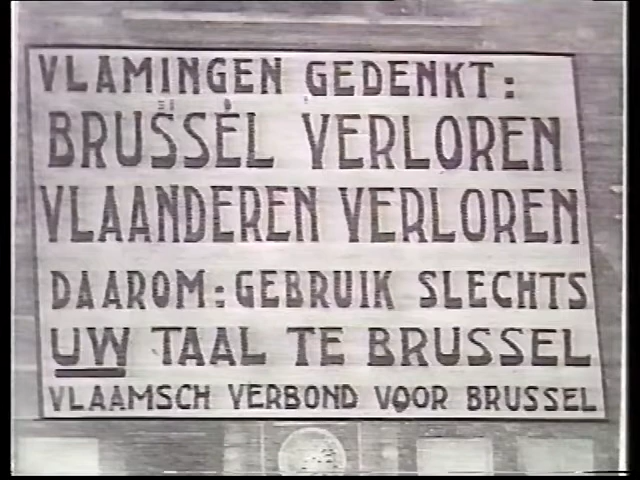 VLAMINGEN GEDENKT:
BRUSSEL VERLOREN
VLAANDEREN VERLOREN
DAAROM: GEBRUIK SLECHTS
UW TAAL TE BRUSSEL
VLAAMSCH VERBOND VOOR BRUSSEL